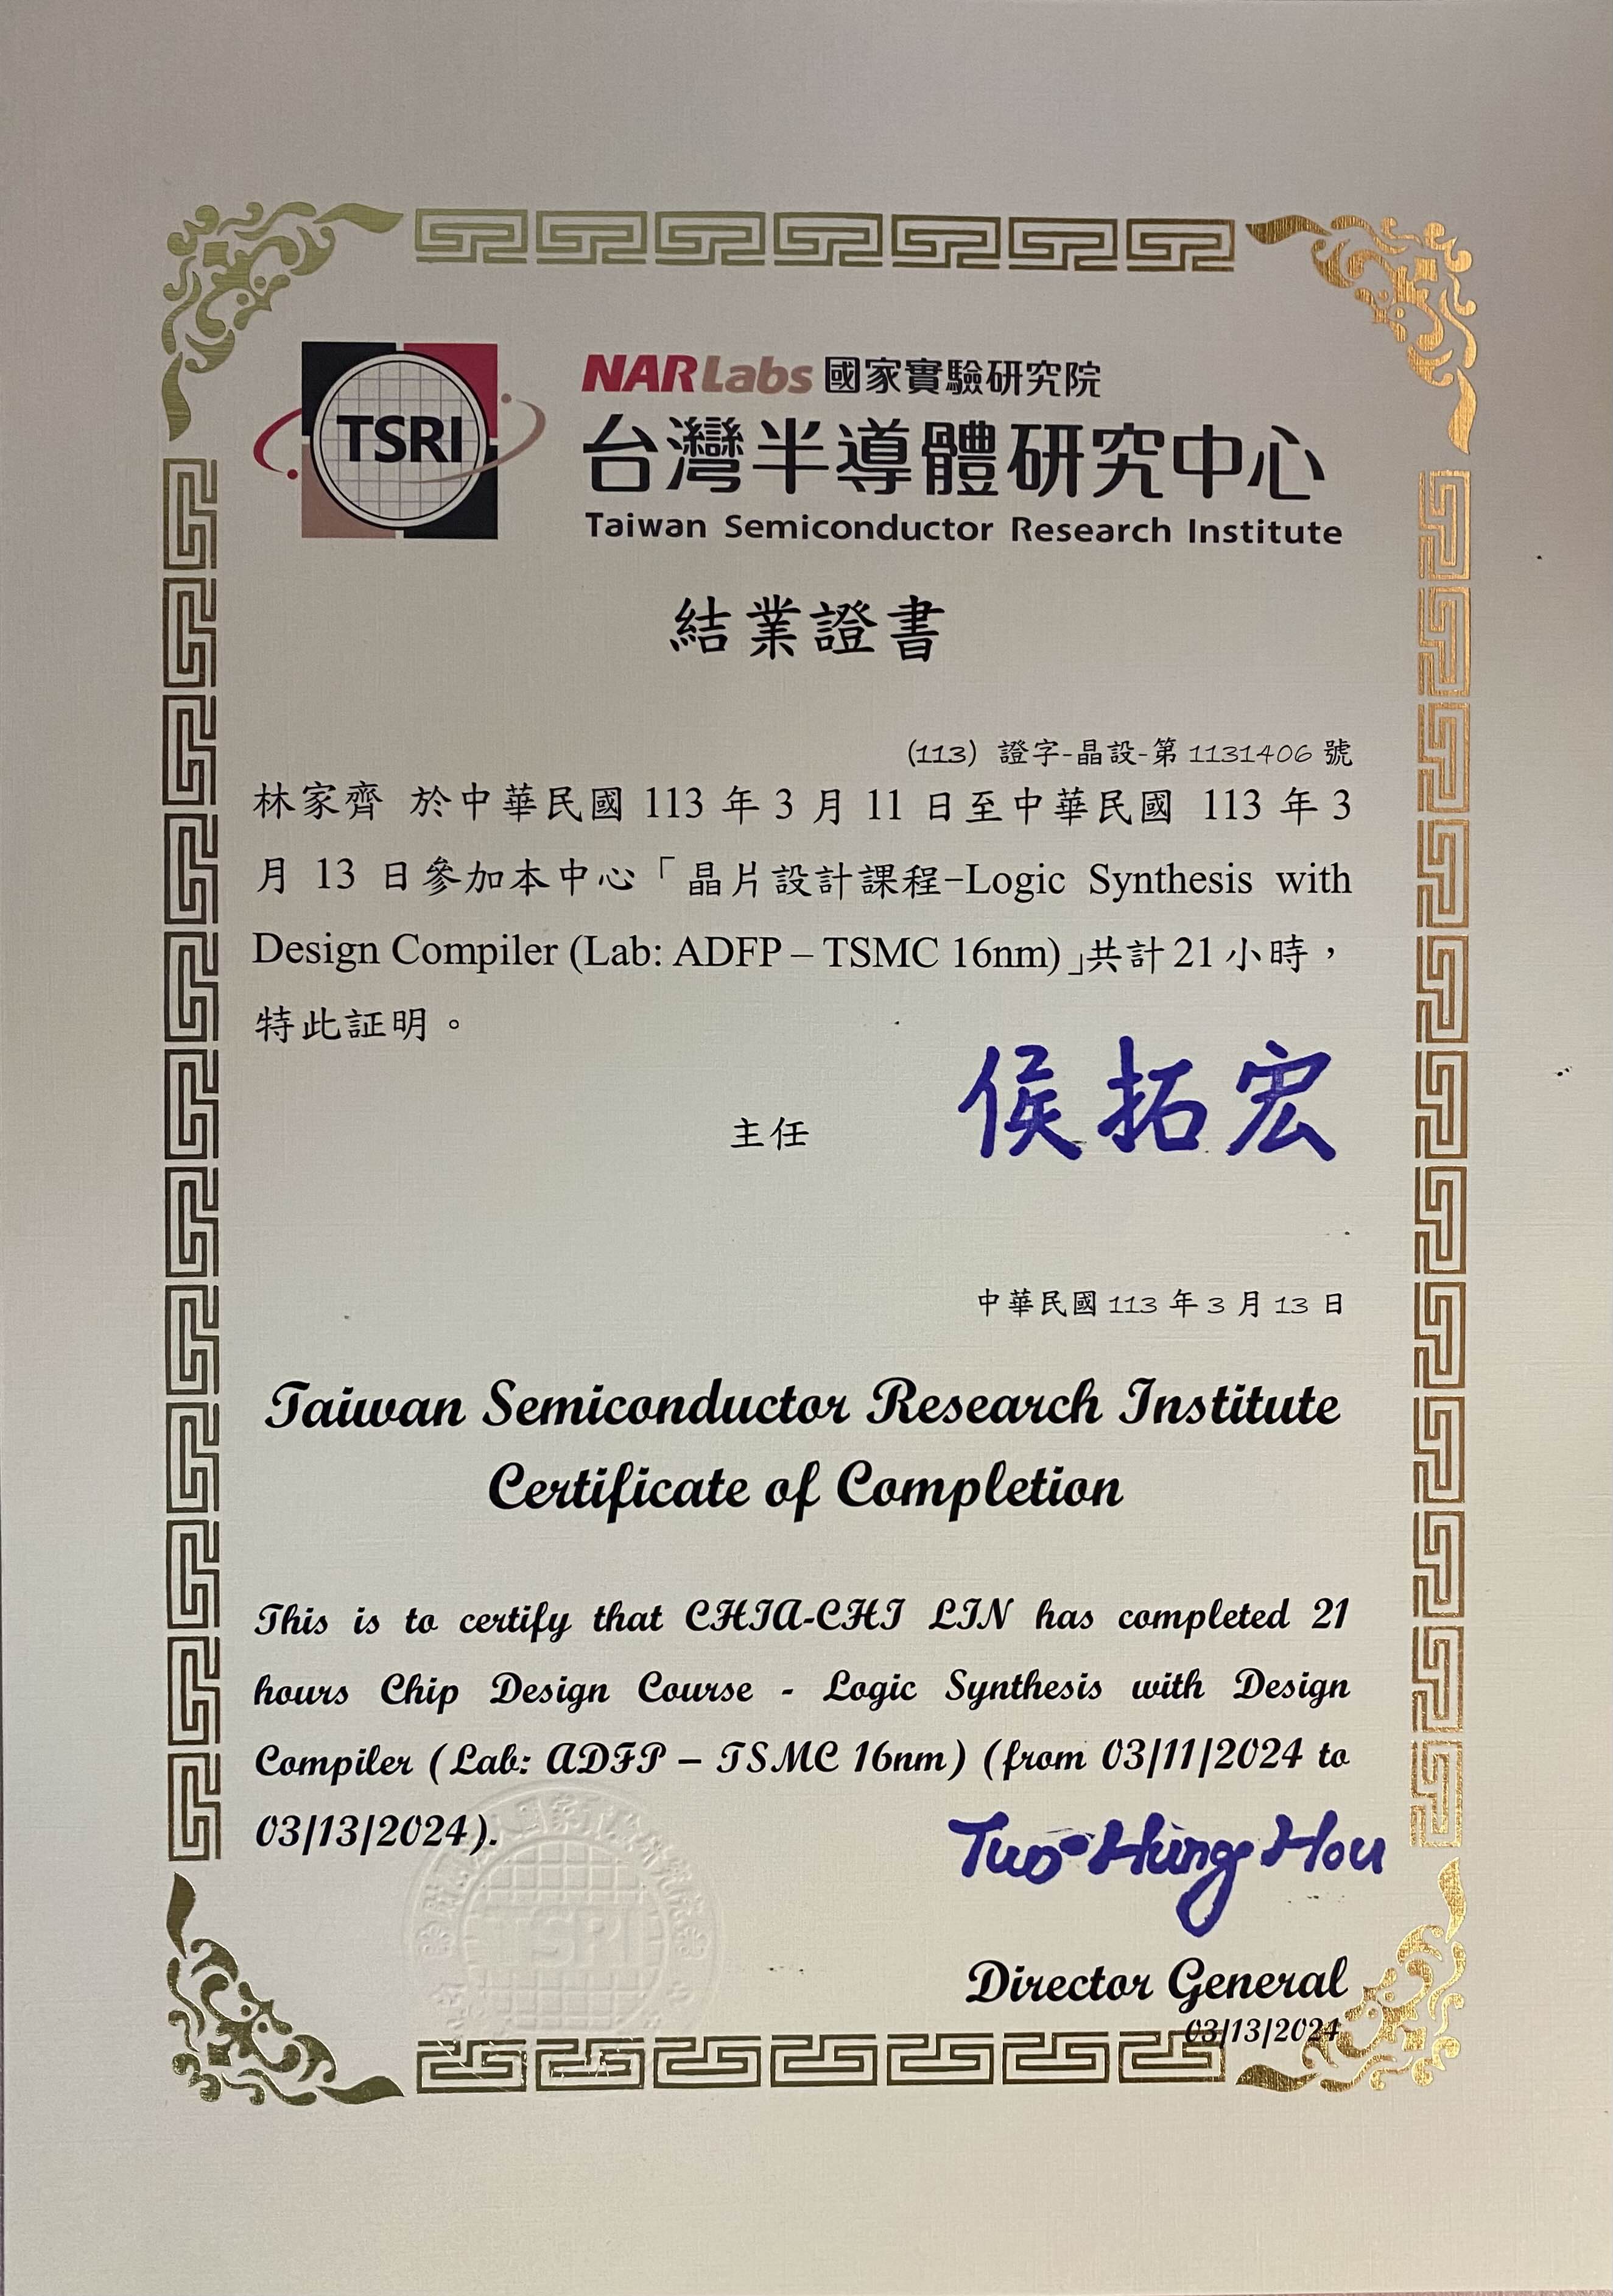 TSRI
NARLabs 國家實驗研究院
台灣半導體研究中心
Taiwan Semiconductor Research Institute
結業證書
(113) 證字-晶設-第 1131406 號
林家齊 於中華民國 113 年 3 月 11 日至中華民國 113 年 3
月 13 日參加本中心「晶片設計課程-Logic Synthesis with
Design Compiler (Lab: ADFP – TSMC 16nm)」共計 21 小時，
特此証明。
主任 侯拓宏
中華民國 113 年 3 月 13 日
Taiwan Semiconductor Research Institute
Certificate of Completion
This is to certify that CHIA-CHI LIN has completed 21
hours Chip Design Course - Logic Synthesis with Design
Compiler (Lab: ADFP – TSMC 16nm) (from 03/11/2024 to
03/13/2024).
Tuo-Hung Hou
TSRI
Director General
03/13/2024